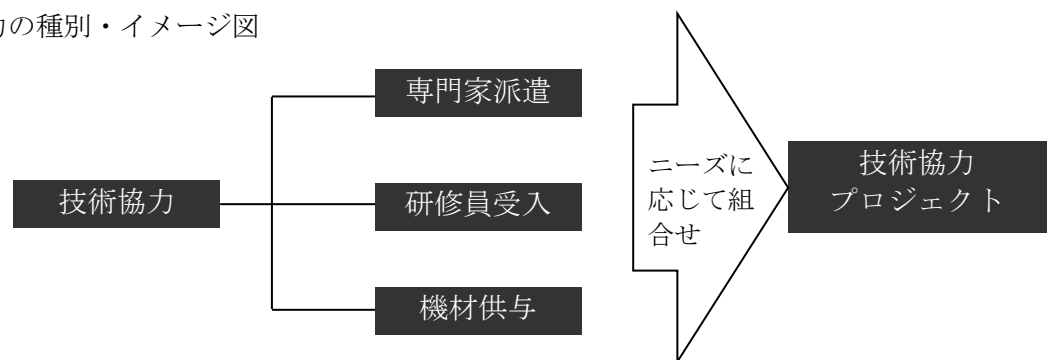 の種別・イメージ図
専門家派遣
技術協力
研修員受入
機材供与
ニーズに
応じて組
合せ
技術協力
プロジェクト